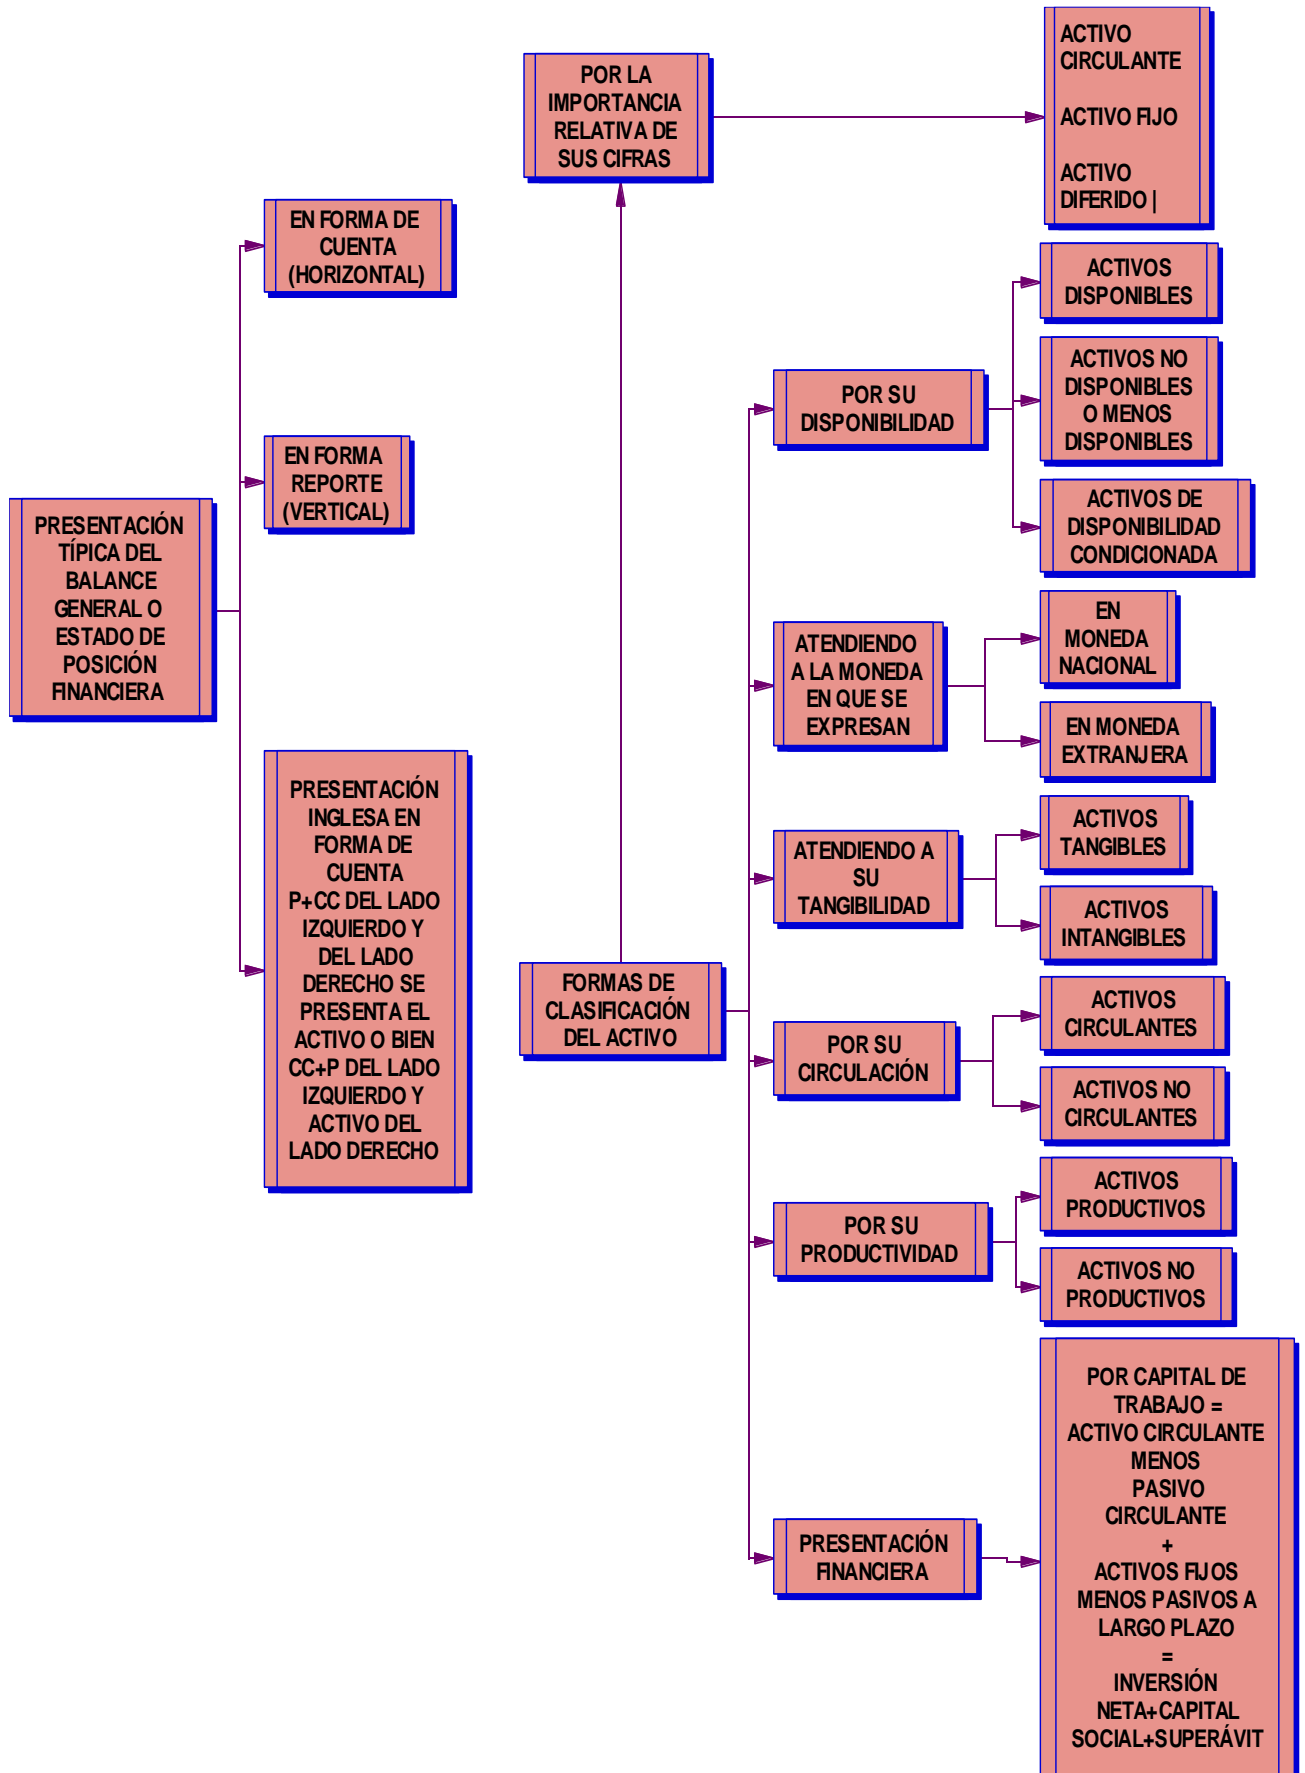 PRESENTACIÓN
TÍPICA DEL
BALANCE
GENERAL O
ESTADO DE
POSICIÓN
FINANCIERA
EN FORMA DE
CUENTA
(HORIZONTAL)
EN FORMA
REPORTE
(VERTICAL)
PRESENTACIÓN
INGLESA EN
FORMA DE
CUENTA
P+CC DEL LADO
IZQUIERDO Y
DEL LADO
DERECHO SE
PRESENTA EL
ACTIVO O BIEN
CC+P DEL LADO
IZQUIERDO Y
ACTIVO DEL
LADO DERECHO
FORMAS DE
CLASIFICACIÓN
DEL ACTIVO
POR LA
IMPORTANCIA
RELATIVA DE
SUS CIFRAS
ACTIVO
CIRCULANTE
ACTIVO FIJO
ACTIVO
DIFERIDO |
POR SU
DISPONIBILIDAD
ACTIVOS
DISPONIBLES
ACTIVOS NO
DISPONIBLES
O MENOS
DISPONIBLES
ACTIVOS DE
DISPONIBILIDAD
CONDICIONADA
ATENDIENDO
A LA MONEDA
EN QUE SE
EXPRESAN
EN
MONEDA
NACIONAL
EN MONEDA
EXTRANJERA
ATENDIENDO A
SU
TANGIBILIDAD
ACTIVOS
TANGIBLES
ACTIVOS
INTANGIBLES
POR SU
CIRCULACIÓN
ACTIVOS
CIRCULANTES
ACTIVOS NO
CIRCULANTES
POR SU
PRODUCTIVIDAD
ACTIVOS
PRODUCTIVOS
ACTIVOS NO
PRODUCTIVOS
PRESENTACIÓN
FINANCIERA
POR CAPITAL DE
TRABAJO =
ACTIVO CIRCULANTE
MENOS
PASIVO
CIRCULANTE
+
ACTIVOS FIJOS
MENOS PASIVOS A
LARGO PLAZO
=
INVERSIÓN
NETA+CAPITAL
SOCIAL+SUPERÁVIT